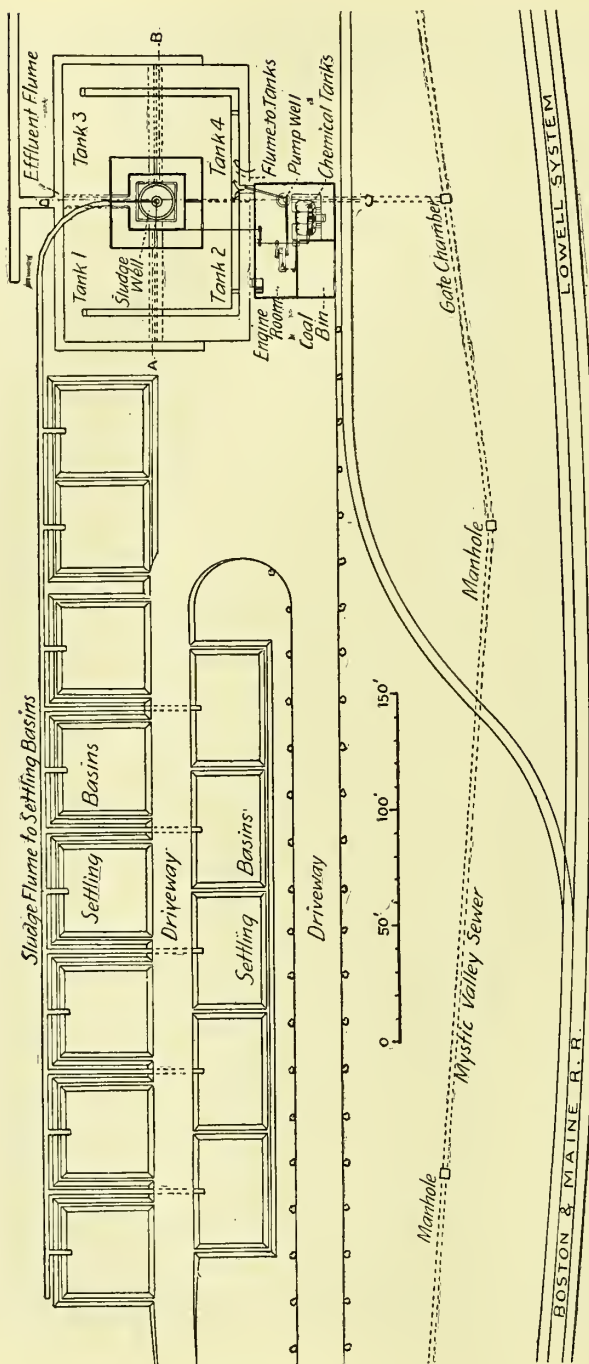 Effluent Flume
Tank 1
Tank 3
Sludge
Well
A
B
Tank 2
Tank 4
Flume to Tanks
Pump Well
Chemical Tanks
Engine
Room
Coal
Bin
Sludge Flume to Settling Basins
Settling
Basins
Driveway
Settling
Basins
Driveway
0
50'
100'
150'
Manhole
Mystic Valley Sewer
Manhole
Gate Chamber
BOSTON & MAINE R. R.
LOWELL SYSTEM